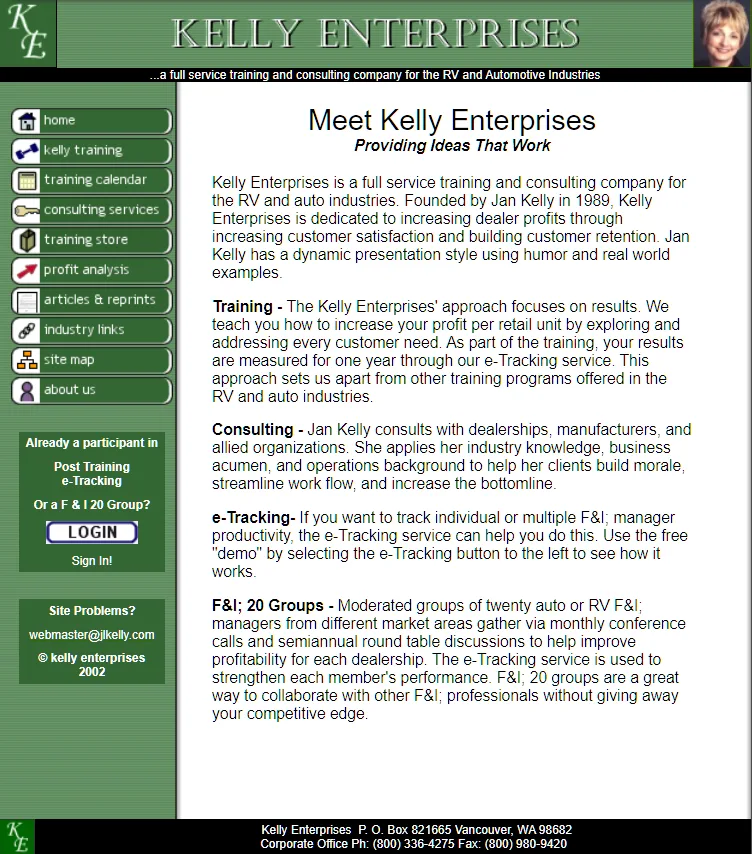 KE
KELLY ENTERPRISES
...a full service training and consulting company for the RV and Automotive Industries
home
kelly training
training calendar
consulting services
training store
profit analysis
articles & reprints
industry links
site map
about us
Already a participant in
Post Training
e-Tracking
Or a F & I 20 Group?
LOGIN
Sign In!
Site Problems?
webmaster@jlkelly.com
© kelly enterprises
2002
Meet Kelly Enterprises
Providing Ideas That Work
Kelly Enterprises is a full service training and consulting company for
the RV and auto industries. Founded by Jan Kelly in 1989, Kelly
Enterprises is dedicated to increasing dealer profits through
increasing customer satisfaction and building customer retention. Jan
Kelly has a dynamic presentation style using humor and real world
examples.
Training - The Kelly Enterprises' approach focuses on results. We
teach you how to increase your profit per retail unit by exploring and
addressing every customer need. As part of the training, your results
are measured for one year through our e-Tracking service. This
approach sets us apart from other training programs offered in the
RV and auto industries.
Consulting - Jan Kelly consults with dealerships, manufacturers, and
allied organizations. She applies her industry knowledge, business
acumen, and operations background to help her clients build morale,
streamline work flow, and increase the bottomline.
e-Tracking- If you want to track individual or multiple F&I; manager
productivity, the e-Tracking service can help you do this. Use the free
"demo" by selecting the e-Tracking button to the left to see how it
works.
F&I; 20 Groups - Moderated groups of twenty auto or RV F&I;
managers from different market areas gather via monthly conference
calls and semiannual round table discussions to help improve
profitability for each dealership. The e-Tracking service is used to
strengthen each member's performance. F&I; 20 groups are a great
way to collaborate with other F&I; professionals without giving away
your competitive edge.
KE
Kelly Enterprises P. O. Box 821665 Vancouver, WA 98682
Corporate Office Ph: (800) 336-4275 Fax: (800) 980-9420